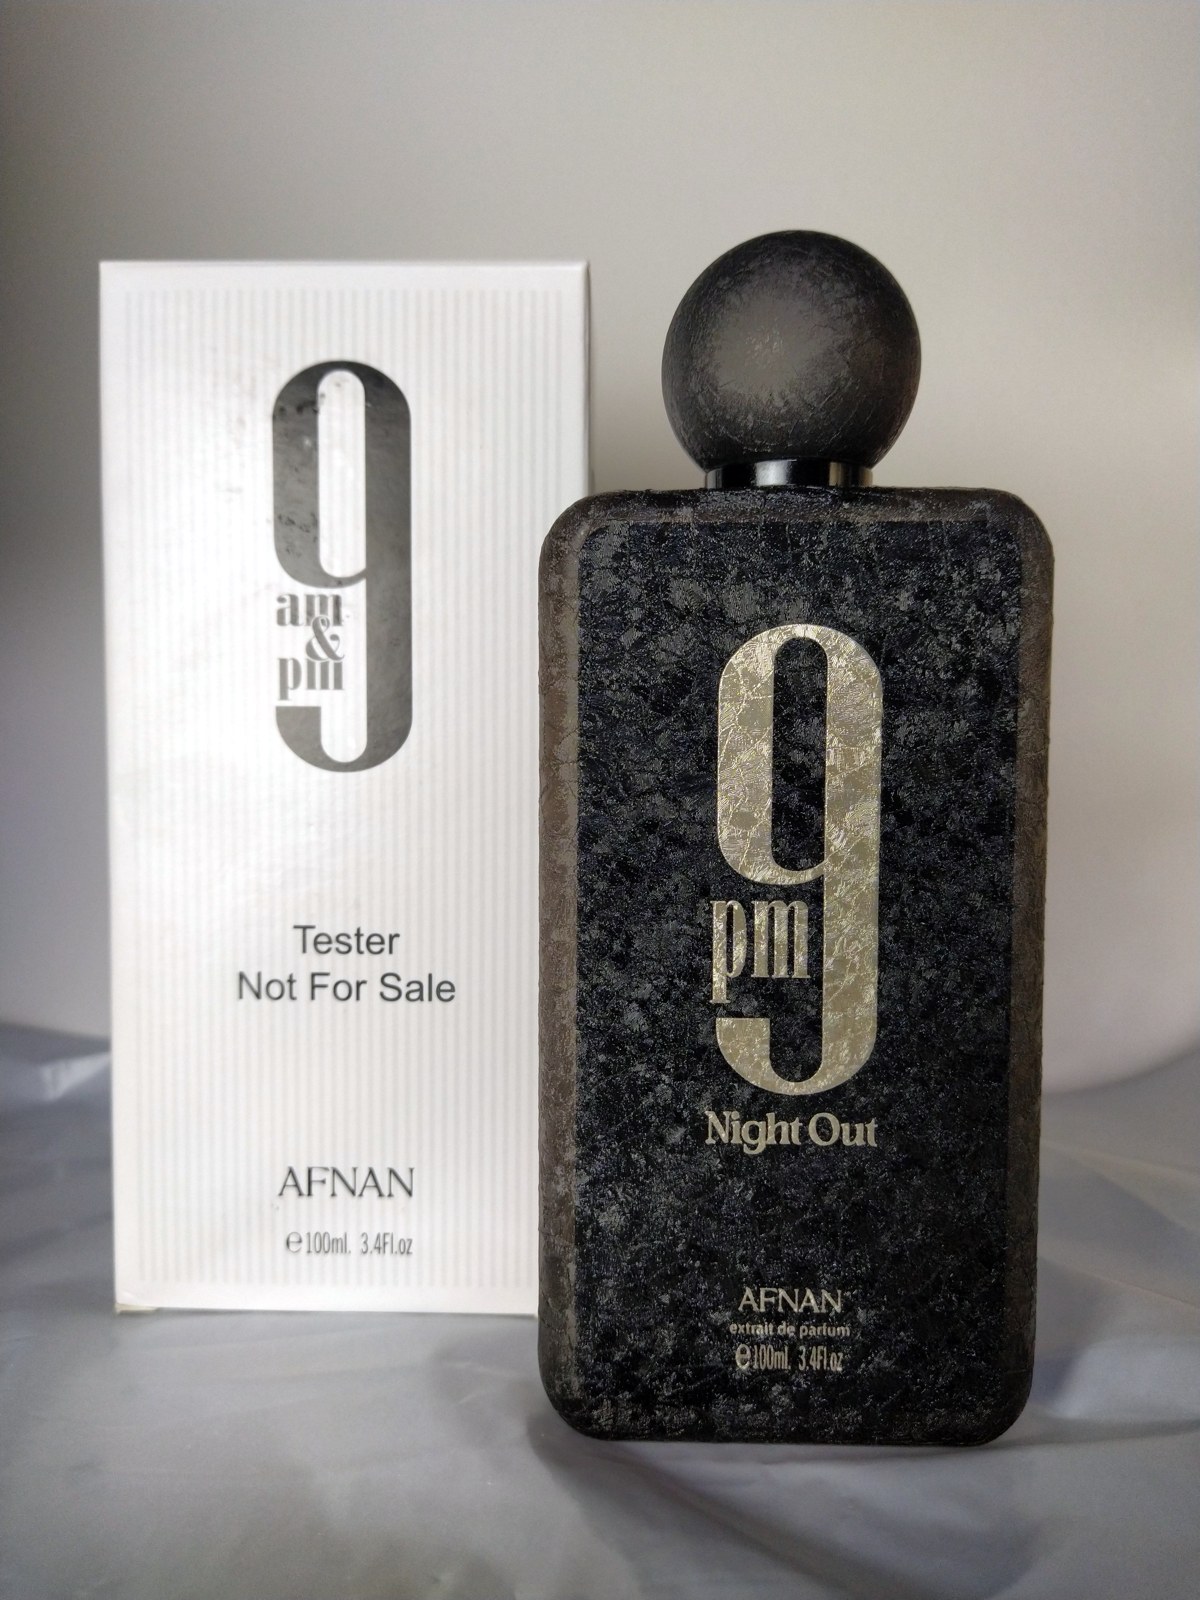 9
am
&
pm
Tester
Not For Sale
AFNAN
℮100ml. 3.4Fl.oz
9
pm
Night Out
AFNAN
extrait de parfum
℮100ml. 3.4Fl.oz